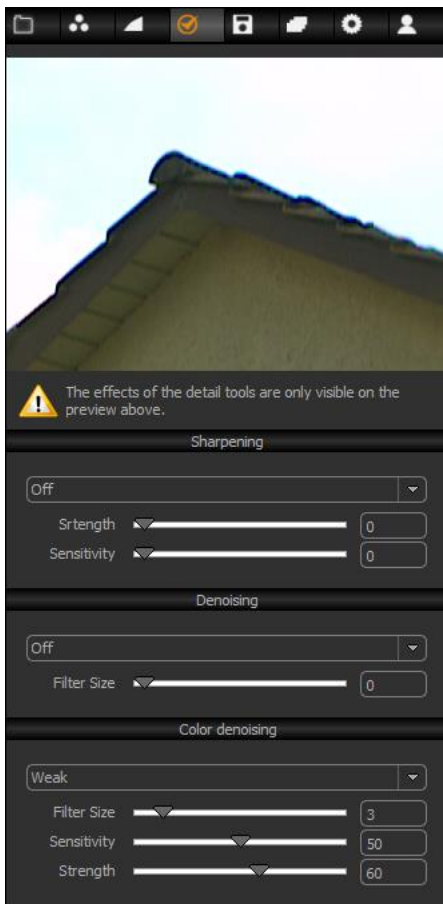 The effects of the detail tools are only visible on the
preview above.
Sharpening
Off
Srtength 0
Sensitivity 0
Denoising
Off
Filter Size 0
Color denoising
Weak
Filter Size 3
Sensitivity 50
Strength 60